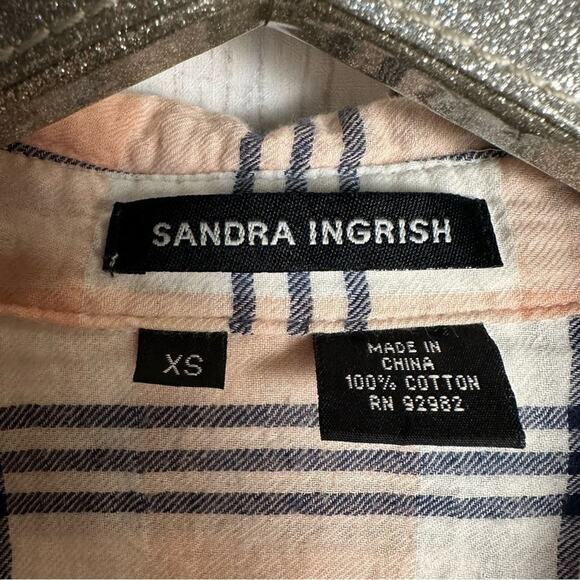 SANDRA INGRISH
XS
MADE IN
CHINA
100% COTTON
RN 92982